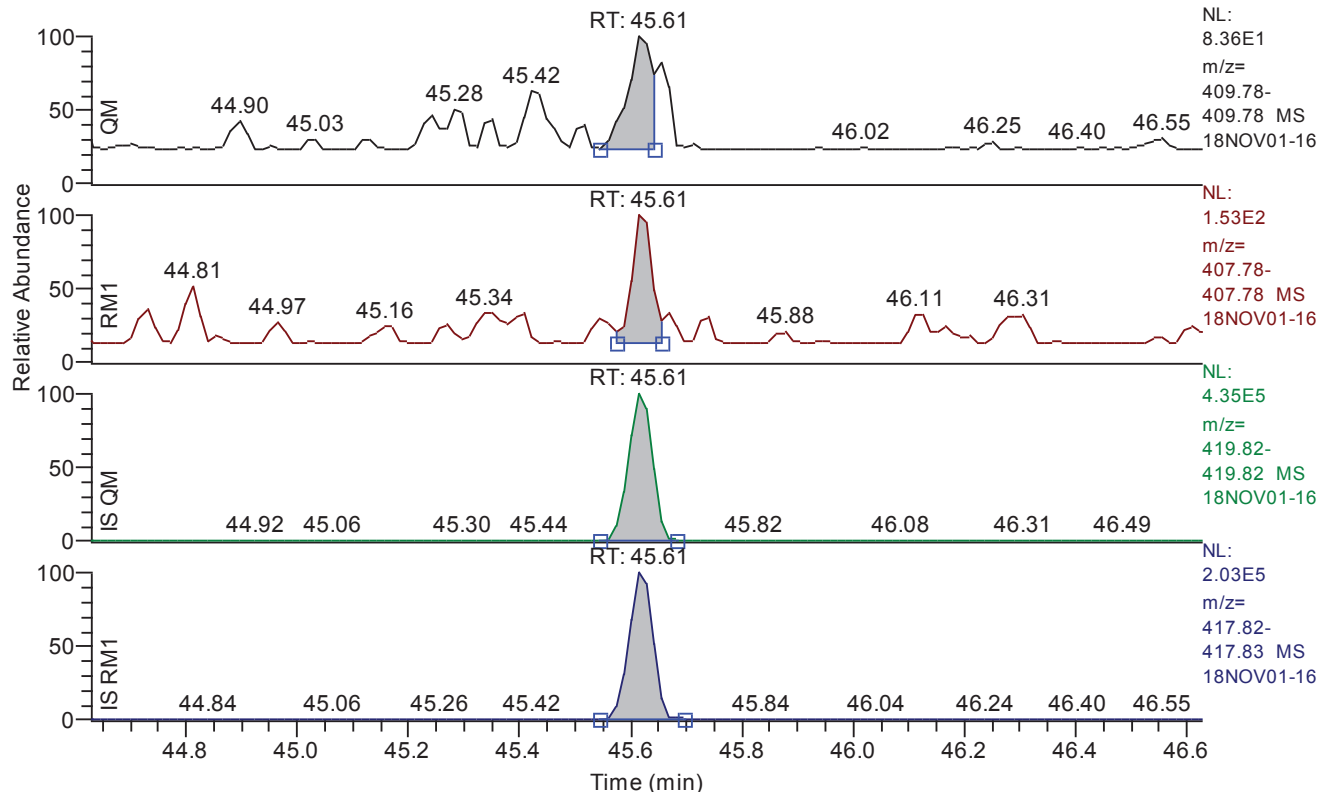 Relative Abundance
RT: 45.61
100
50
0
QM
44.90
45.03
45.28
45.42
46.02
46.25
46.40
46.55
NL:
8.36E1
m/z=
409.78-
409.78 MS
18NOV01-16
RT: 45.61
100
50
0
RM1
44.81
44.97
45.16
45.34
45.88
46.11
46.31
NL:
1.53E2
m/z=
407.78-
407.78 MS
18NOV01-16
RT: 45.61
100
50
0
IS QM
44.92
45.06
45.30
45.44
45.82
46.08
46.31
46.49
NL:
4.35E5
m/z=
419.82-
419.82 MS
18NOV01-16
RT: 45.61
100
50
0
IS RM1
44.84
45.06
45.26
45.42
45.84
46.04
46.24
46.40
46.55
NL:
2.03E5
m/z=
417.82-
417.83 MS
18NOV01-16
44.8 45.0 45.2 45.4 45.6 45.8 46.0 46.2 46.4 46.6
Time (min)